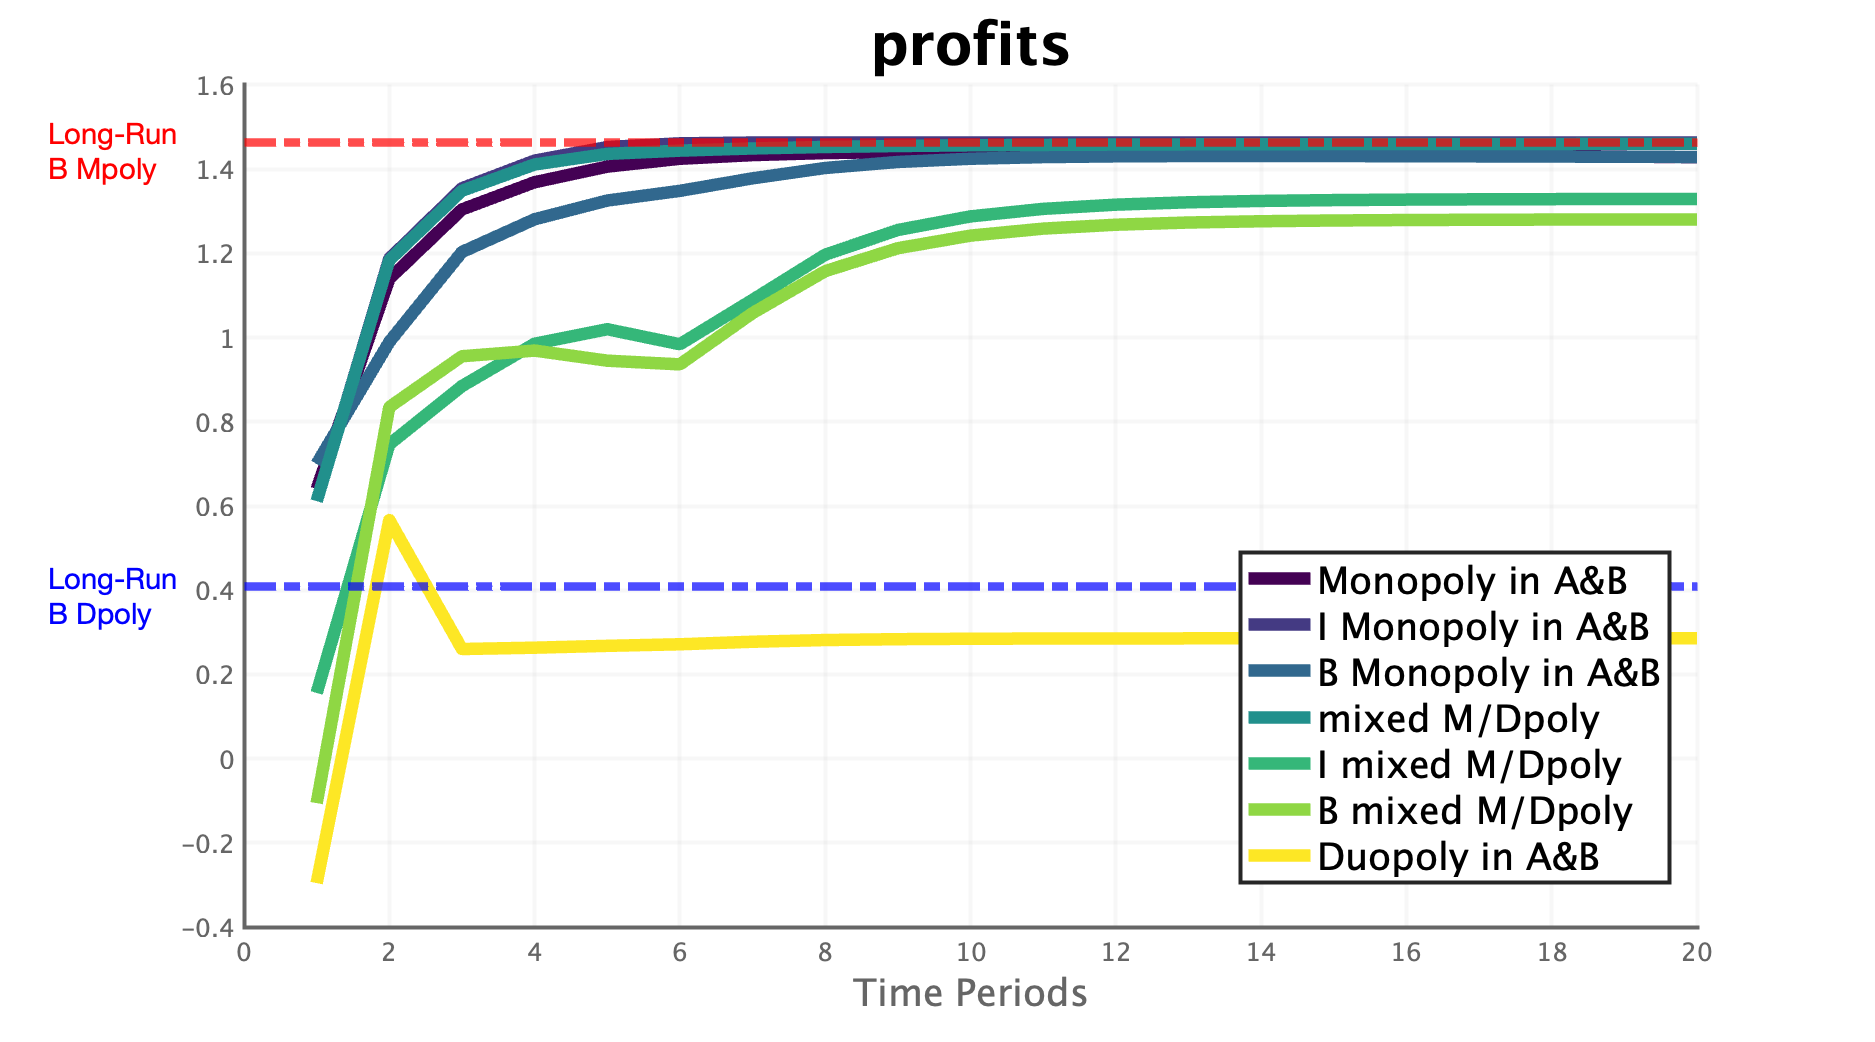 profits
1.6
1.4
1.2
1
0.8
0.6
0.4
0.2
0
−0.2
−0.4
Long-Run
B Mpoly
Long-Run
B Dpoly
0 2 4 6 8 10 12 14 16 18 20
Time Periods
Monopoly in A&B
I Monopoly in A&B
B Monopoly in A&B
mixed M/Dpoly
I mixed M/Dpoly
B mixed M/Dpoly
Duopoly in A&B